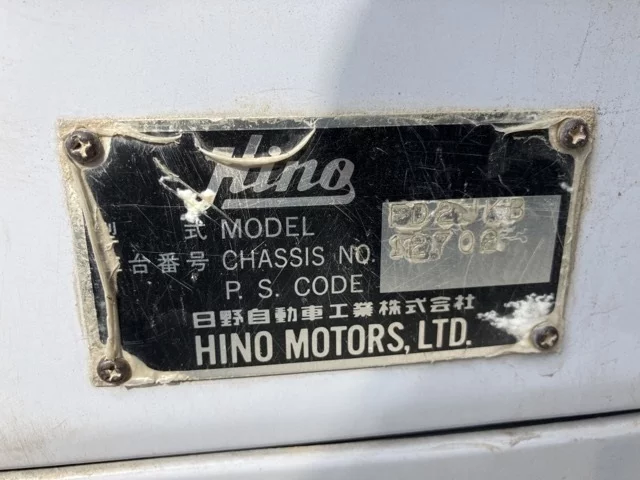 Hino
式 MODEL
台番号 CHASSIS NO.
P. S. CODE
日野自動車工業株式会社
HINO MOTORS, LTD.